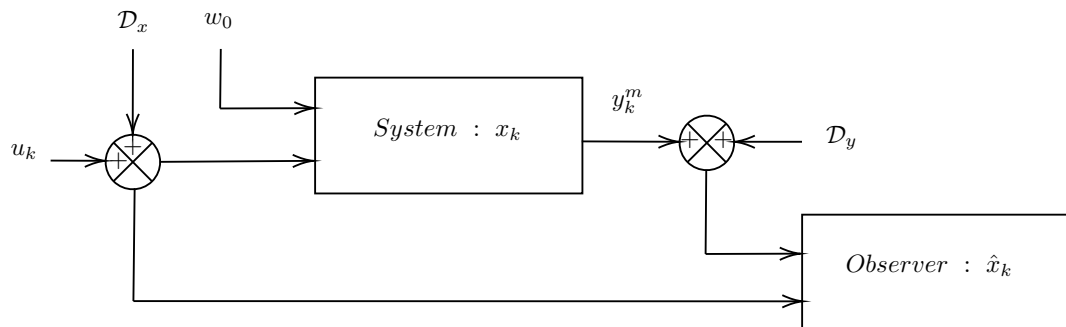 𝒟_x
w_0
y_k^m
System : x_k
u_k
+
+
+
+
𝒟_y
Observer : x̂_k